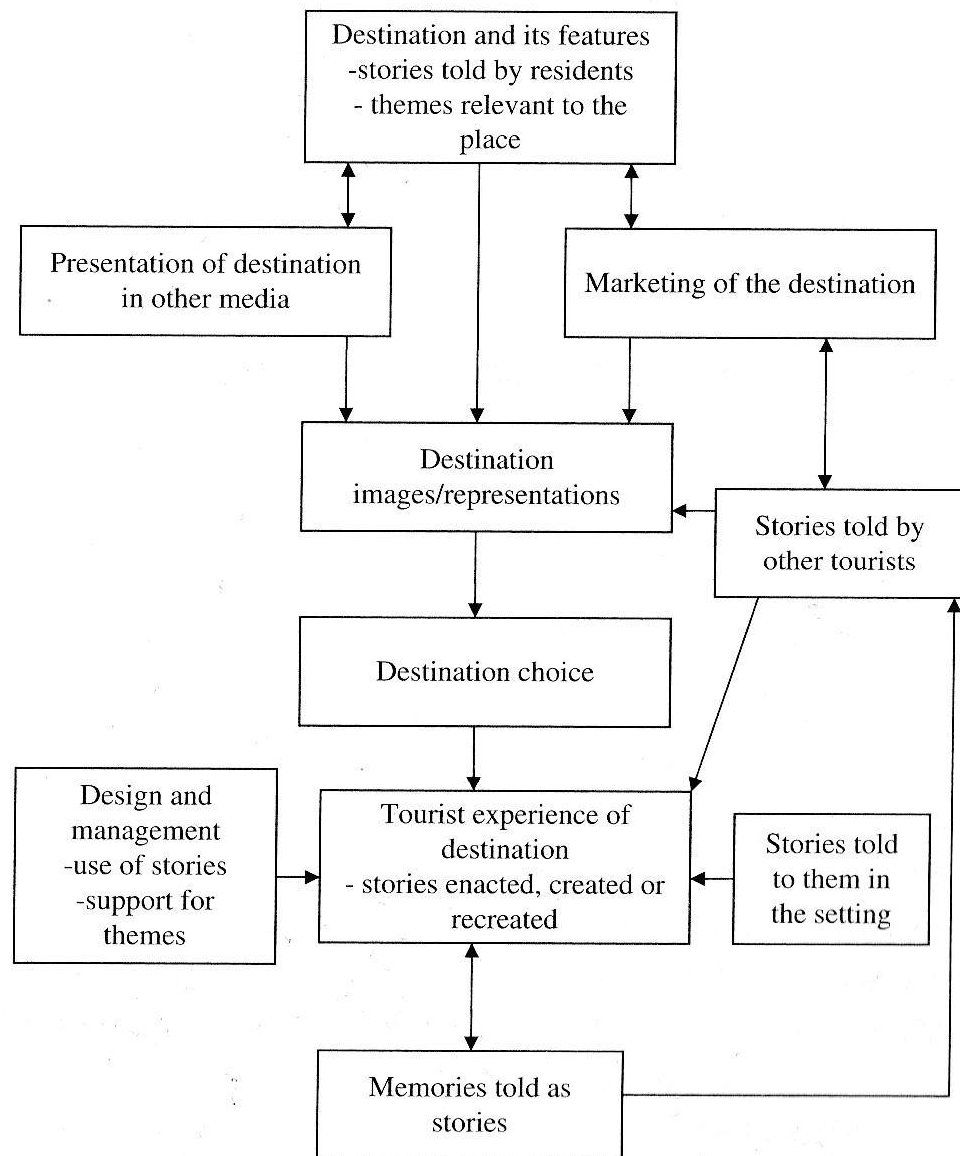 Destination and its features
-stories told by residents
- themes relevant to the
place
Presentation of destination
in other media
Marketing of the destination
Destination
images/representations
Stories told by
other tourists
Destination choice
Design and
management
-use of stories
-support for
themes
Tourist experience of
destination
- stories enacted, created or
recreated
Stories told
to them in
the setting
Memories told as
stories